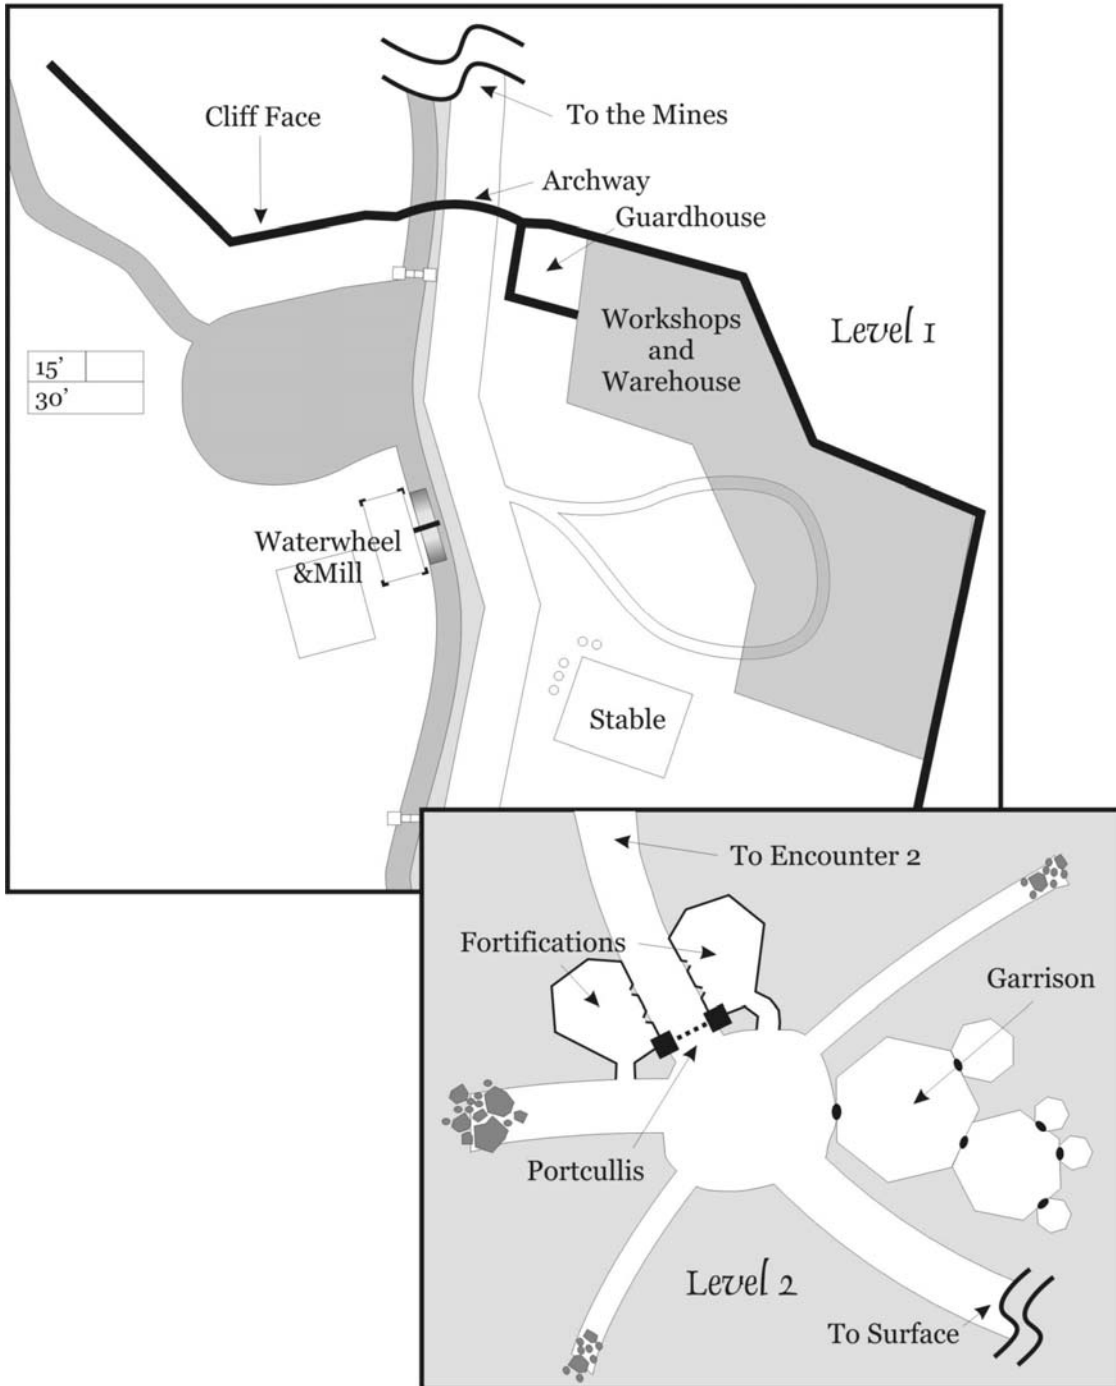 To the Mines
Cliff Face
Archway
Guardhouse
Workshops
and
Warehouse
Level 1
15'
30'
Waterwheel
&Mill
Stable
To Encounter 2
Fortifications
Garrison
Portcullis
Level 2
To Surface